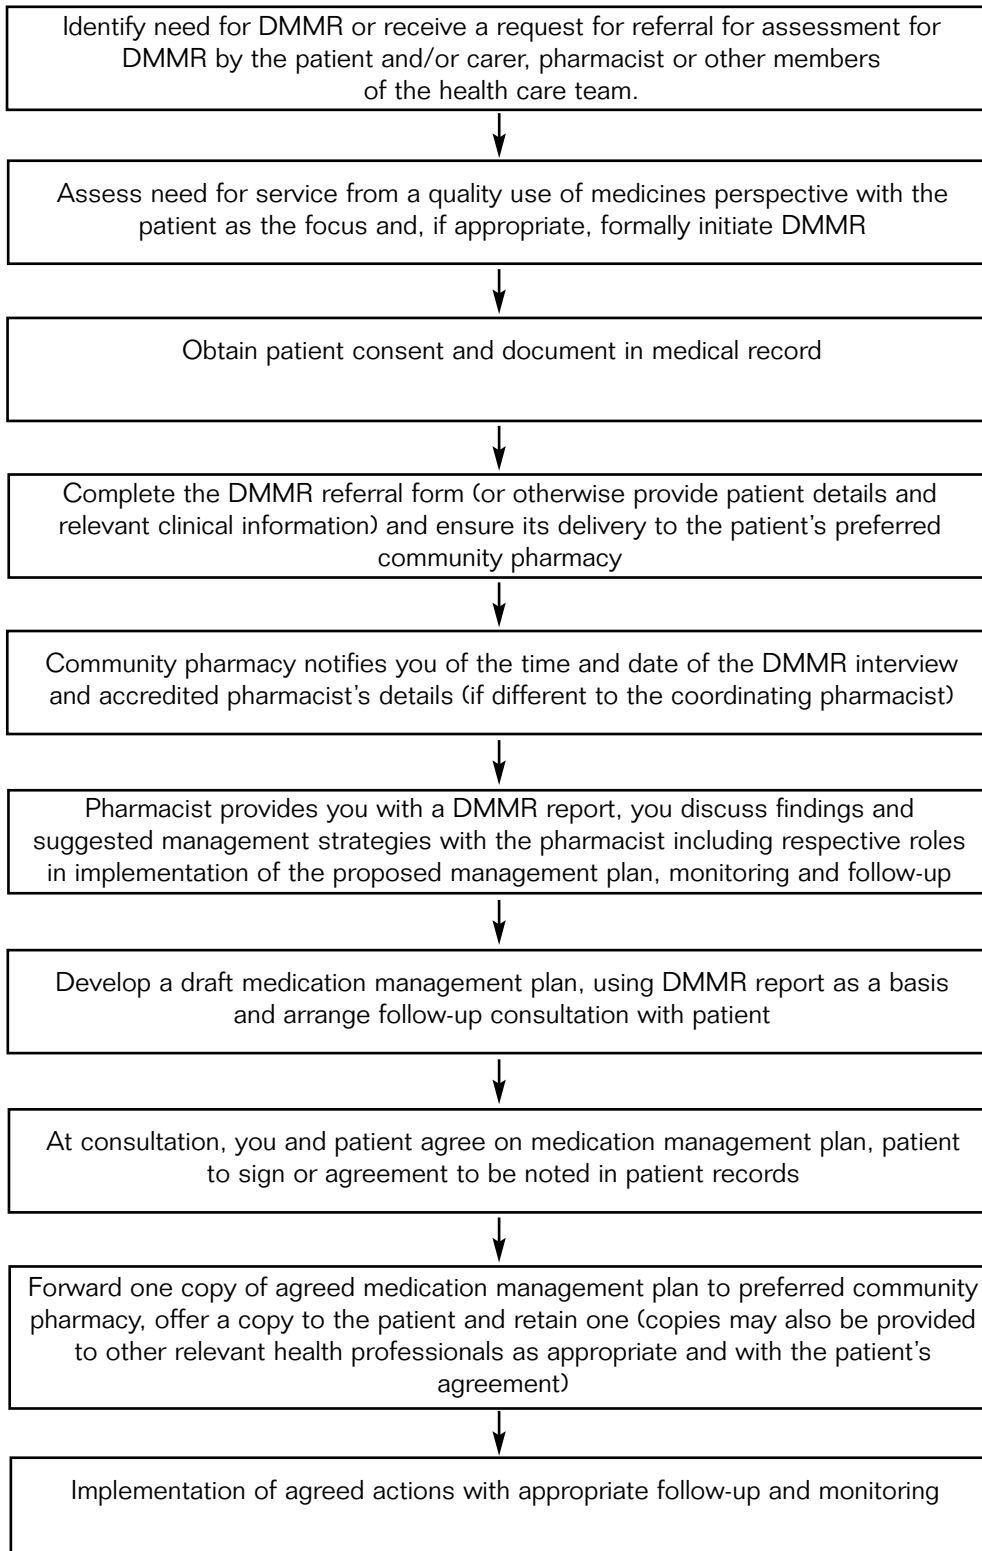 Identify need for DMMR or receive a request for referral for assessment for
DMMR by the patient and/or carer, pharmacist or other members
of the health care team.
Assess need for service from a quality use of medicines perspective with the
patient as the focus and, if appropriate, formally initiate DMMR
Obtain patient consent and document in medical record
Complete the DMMR referral form (or otherwise provide patient details and
relevant clinical information) and ensure its delivery to the patient's preferred
community pharmacy
Community pharmacy notifies you of the time and date of the DMMR interview
and accredited pharmacist's details (if different to the coordinating pharmacist)
Pharmacist provides you with a DMMR report, you discuss findings and
suggested management strategies with the pharmacist including respective roles
in implementation of the proposed management plan, monitoring and follow-up
Develop a draft medication management plan, using DMMR report as a basis
and arrange follow-up consultation with patient
At consultation, you and patient agree on medication management plan, patient
to sign or agreement to be noted in patient records
Forward one copy of agreed medication management plan to preferred community
pharmacy, offer a copy to the patient and retain one (copies may also be provided
to other relevant health professionals as appropriate and with the patient's
agreement)
Implementation of agreed actions with appropriate follow-up and monitoring